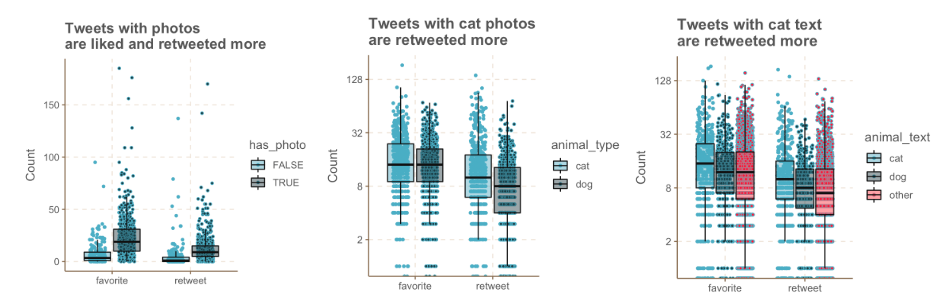 Tweets with photos
are liked and retweeted more
Count
150
100
50
0
favorite
retweet
has_photo
FALSE
TRUE
Tweets with cat photos
are retweeted more
Count
128
32
8
2
favorite
retweet
animal_type
cat
dog
Tweets with cat text
are retweeted more
Count
128
32
8
2
favorite
retweet
animal_text
cat
dog
other